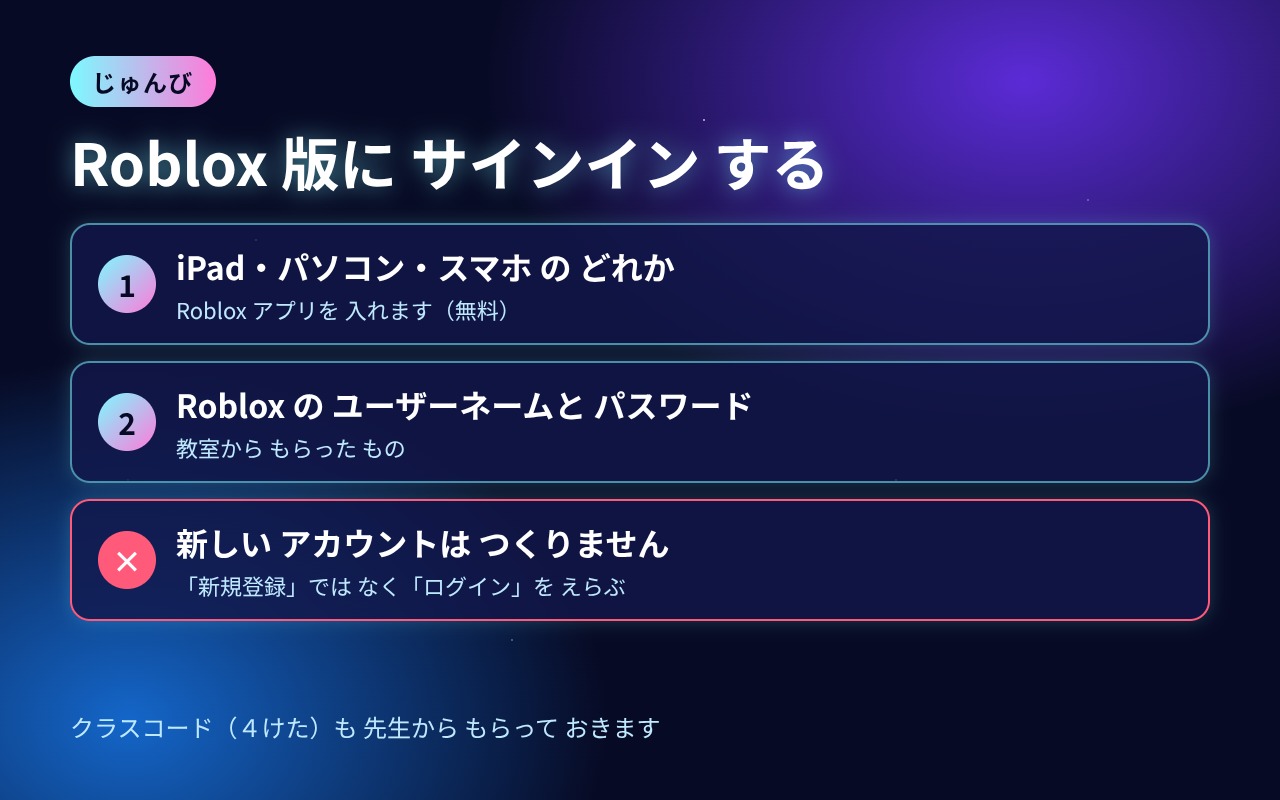 じゅんび
Roblox 版に サインイン する
1
iPad・パソコン・スマホ の どれか
Roblox アプリを 入れます（無料）
2
Roblox の ユーザーネームと パスワード
教室から もらった もの
✕
新しい アカウントは つくりません
「新規登録」では なく「ログイン」を えらぶ
クラスコード（４けた）も 先生から もらって おきます